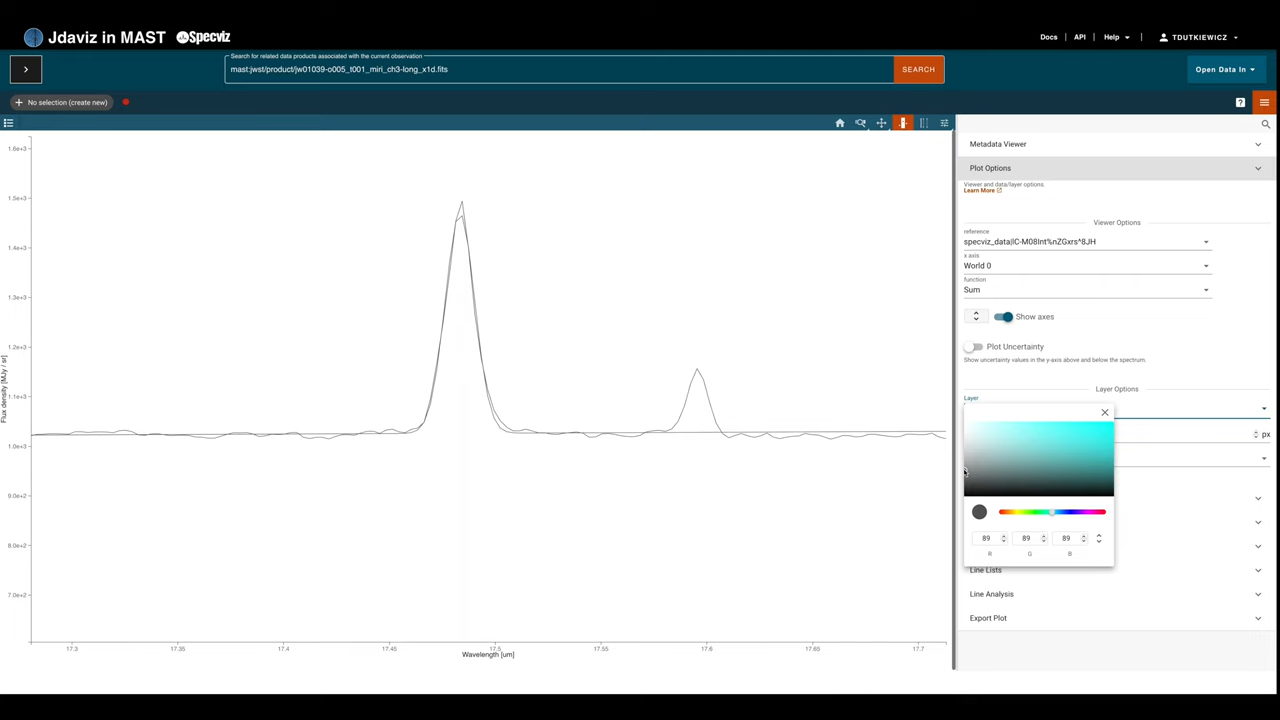 Jdaviz in MAST Specviz
Docs API Help TDUTKIEWICZ
Search for related data products associated with the current observation
mast:jwst/product/jw01039-o005_t001_miri_ch3-long_x1d.fits SEARCH Open Data In
No selection (create new)
Metadata Viewer
Plot Options
Viewer and data/layer options.
Learn More
Viewer Options
reference
x axis
World 0
function
Sum
Show axes
Plot Uncertainty
Show uncertainty values in the y-axis above and below the spectrum.
Layer Options
Layer
px
89 89 89
R G B
Line Lists
Line Analysis
Export Plot
1.6e+3
1.5e+3
1.4e+3
1.3e+3
1.2e+3
1.1e+3
1.0e+3
9.0e+2
8.0e+2
7.0e+2
Flux density [MJy / sr]
17.3 17.35 17.4 17.45 17.5 17.55 17.6 17.65 17.7
Wavelength [um]